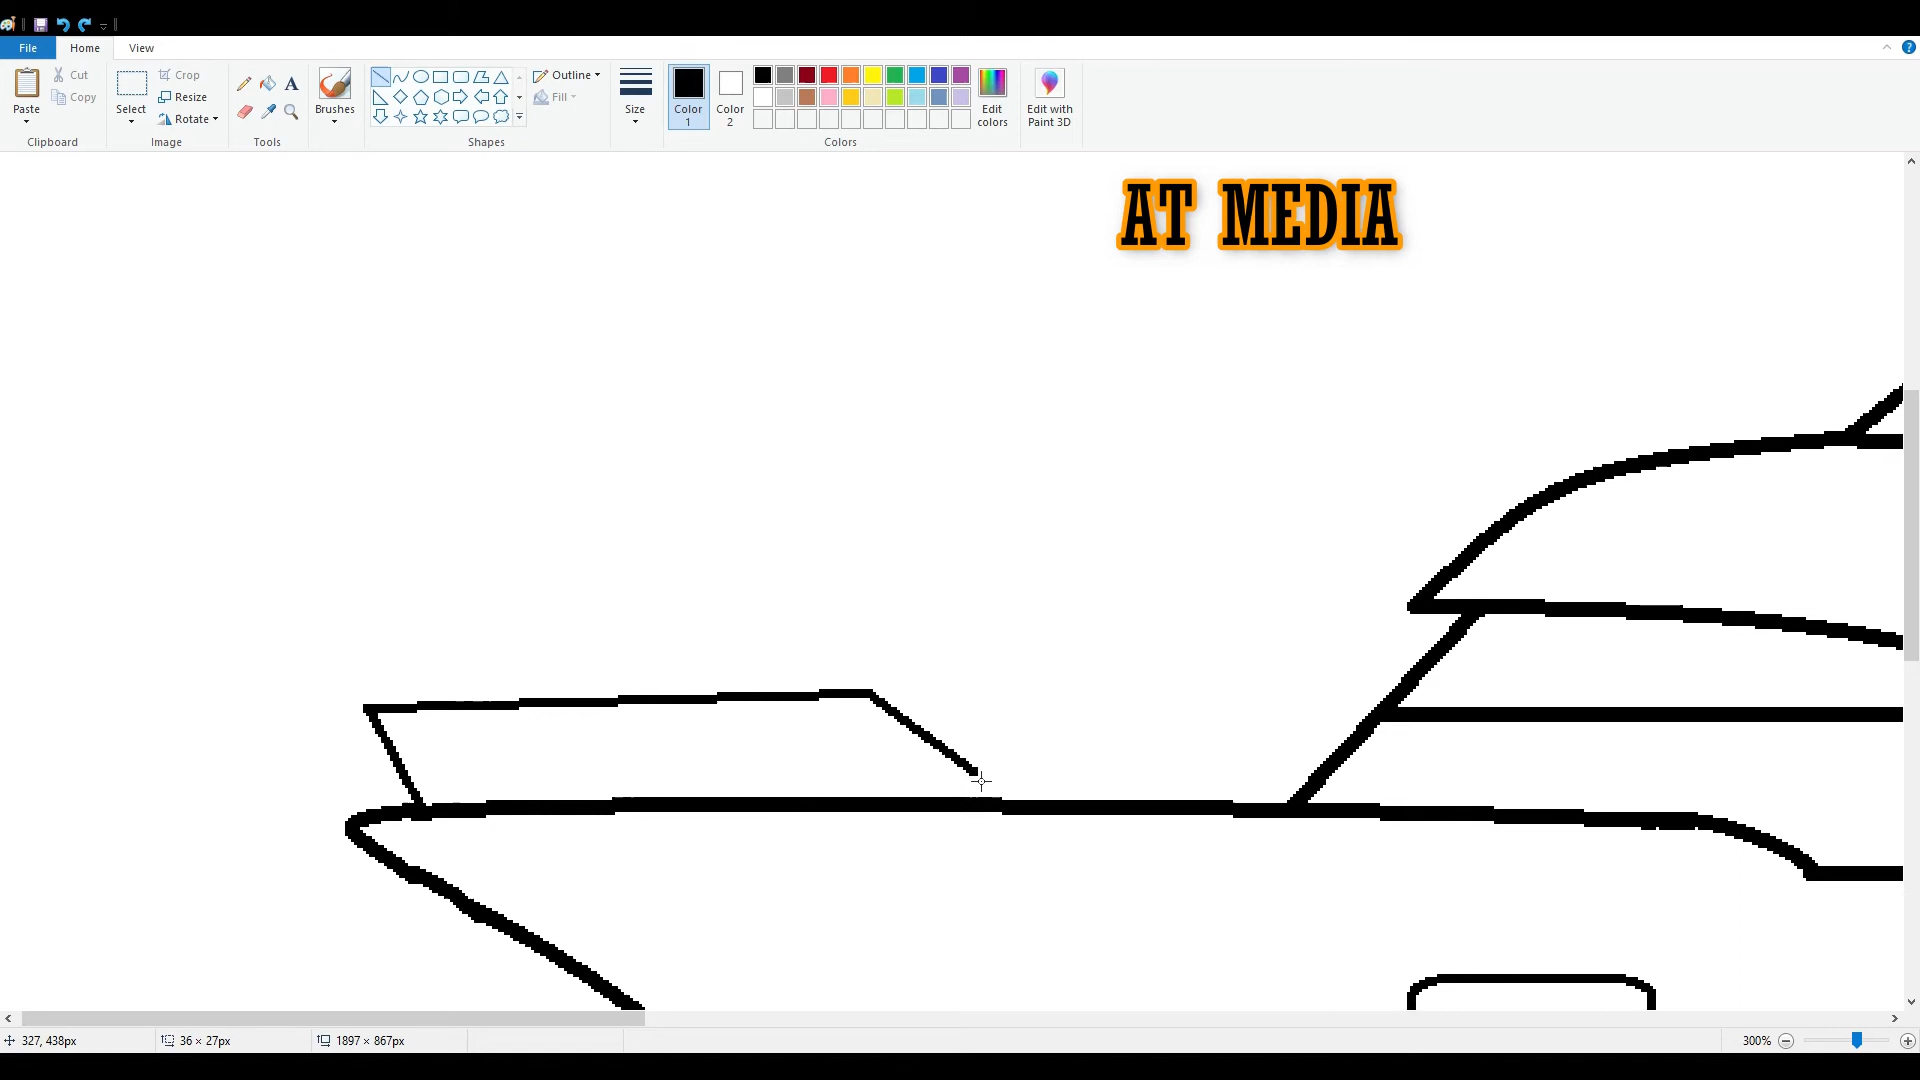 File Home View
Paste Cut Copy Select Crop Resize Rotate Brushes Outline Fill Size Color 1 Color 2 Edit colors Edit with Paint 3D
Clipboard Image Tools Shapes Colors
AT MEDIA
327, 438px 36 × 27px 1897 × 867px 300%